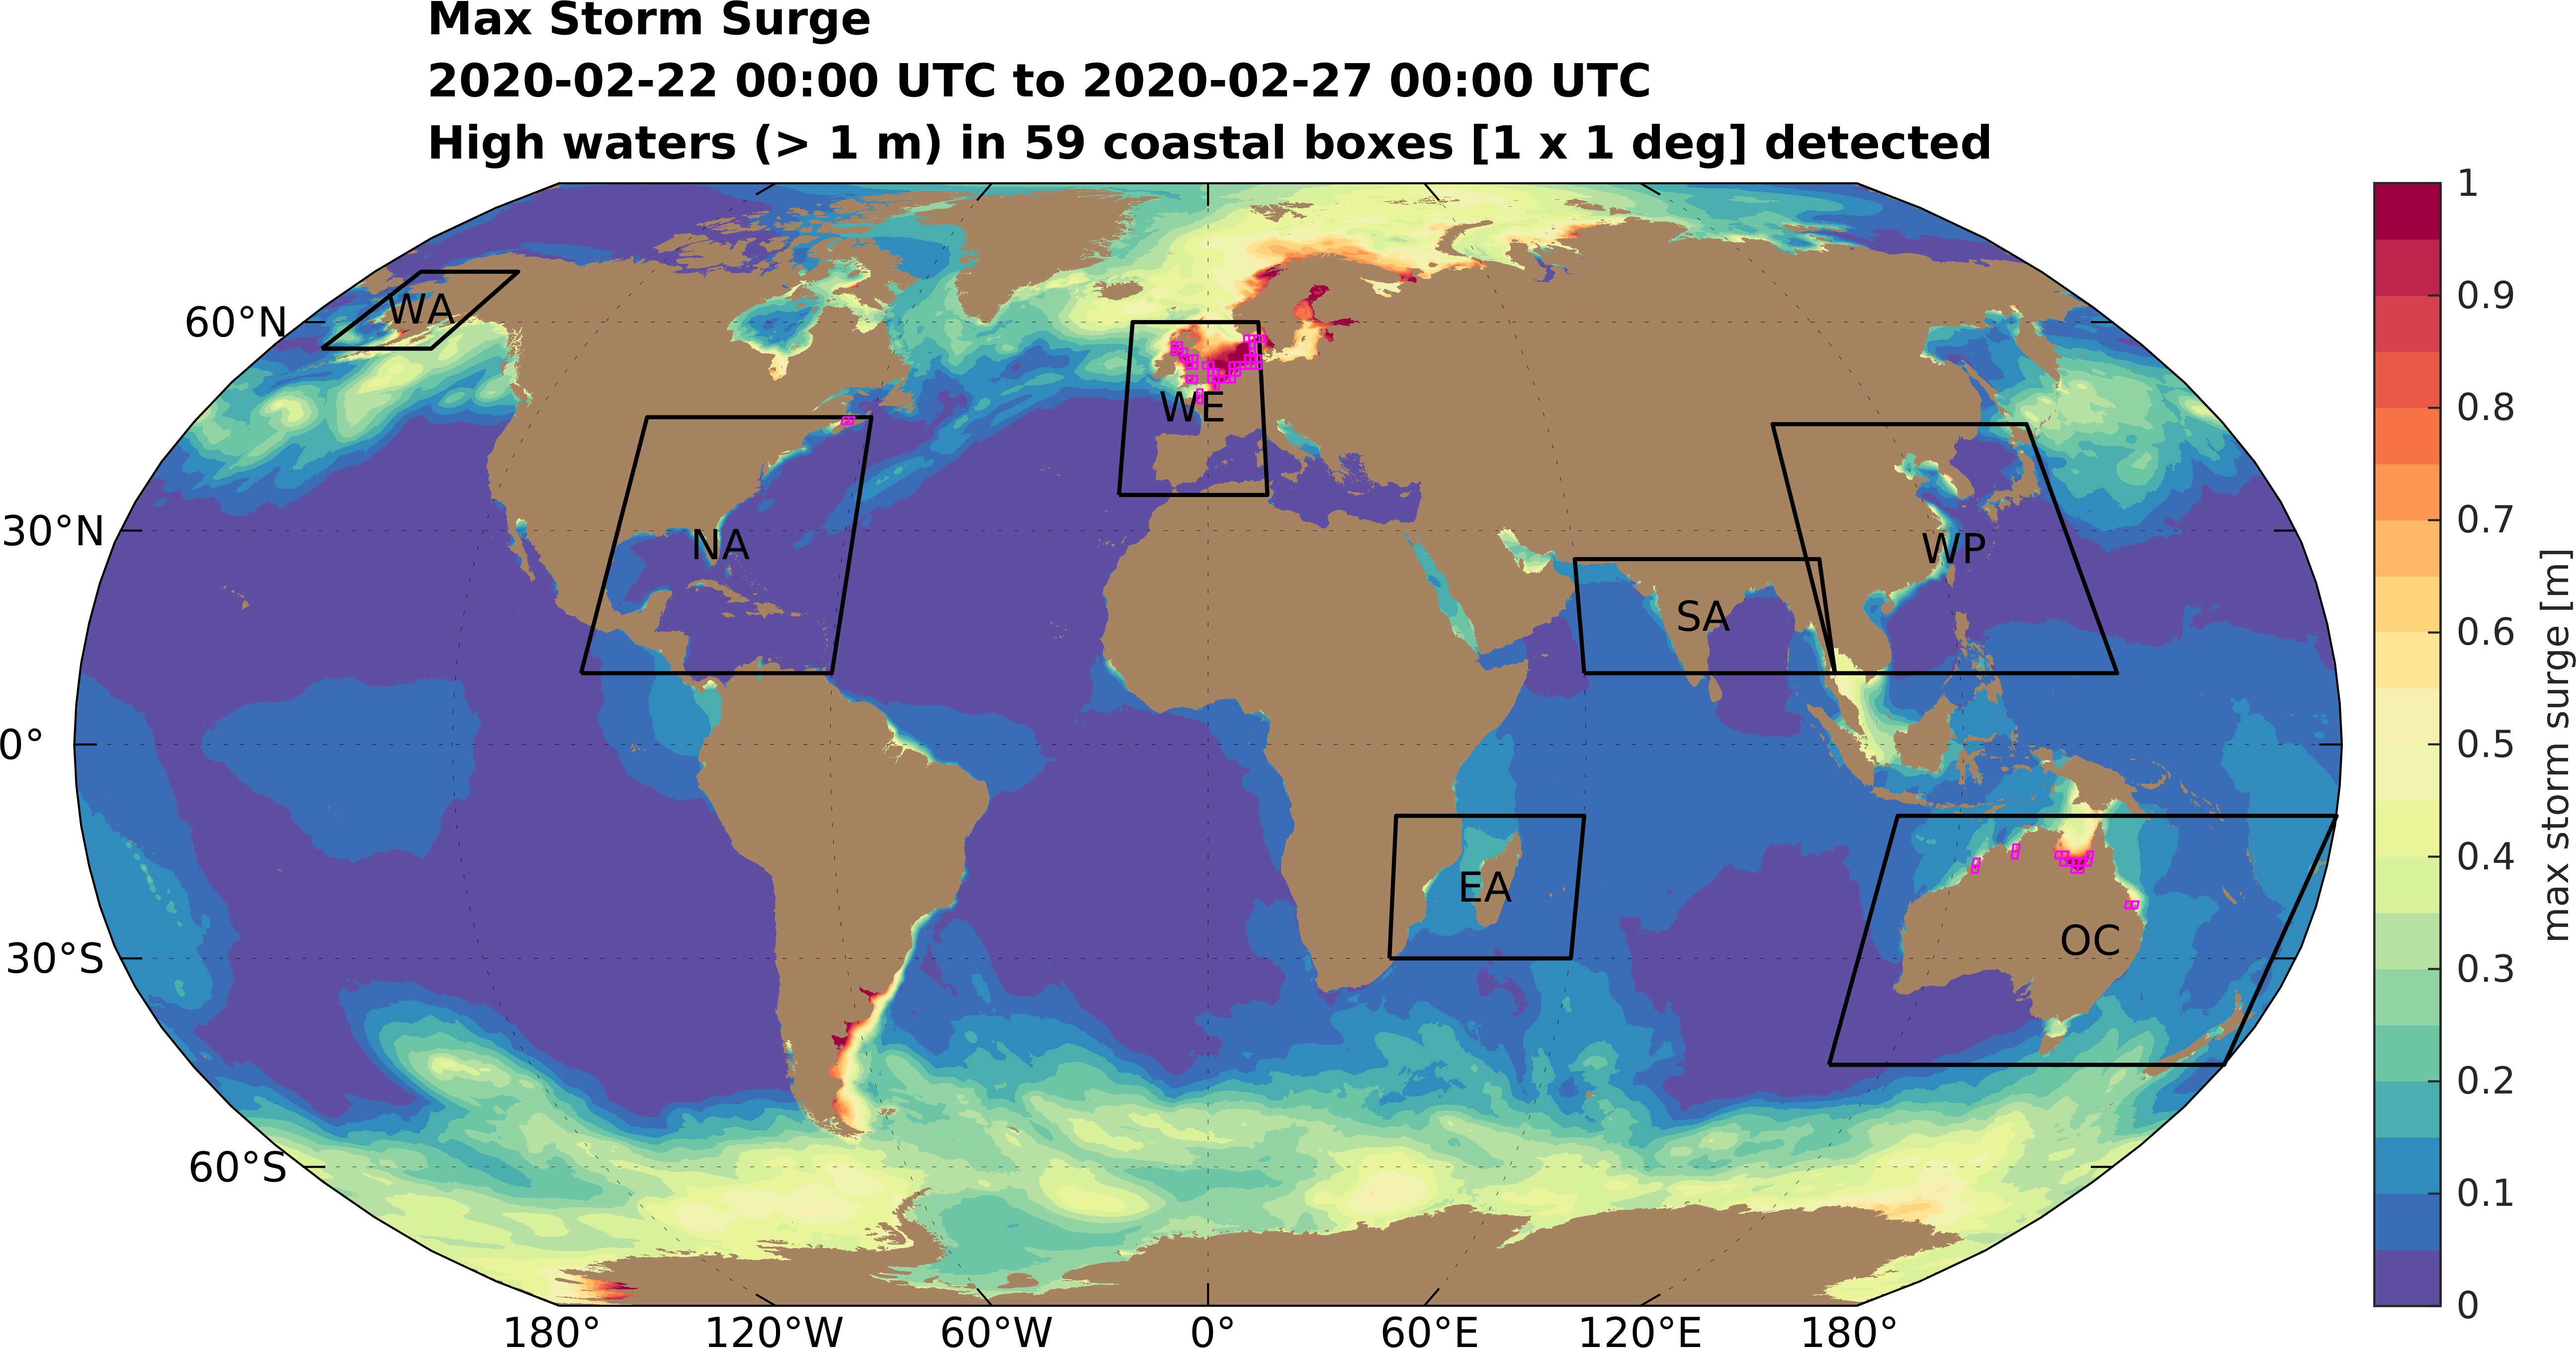 Max Storm Surge
2020-02-22 00:00 UTC to 2020-02-27 00:00 UTC
High waters (> 1 m) in 59 coastal boxes [1 x 1 deg] detected
60°N
30°N
0°
30°S
60°S
WA
NA
WE
SA
WP
EA
OC
180°
120°W
60°W
0°
60°E
120°E
180°
1
0.9
0.8
0.7
0.6
0.5
0.4
0.3
0.2
0.1
0
max storm surge [m]